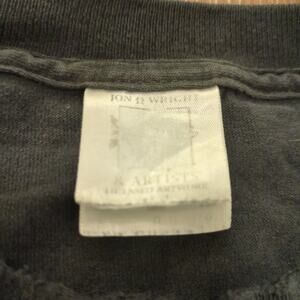 JON Ω WRIGHT
& ARTISTS
LICENSED ARTWORK